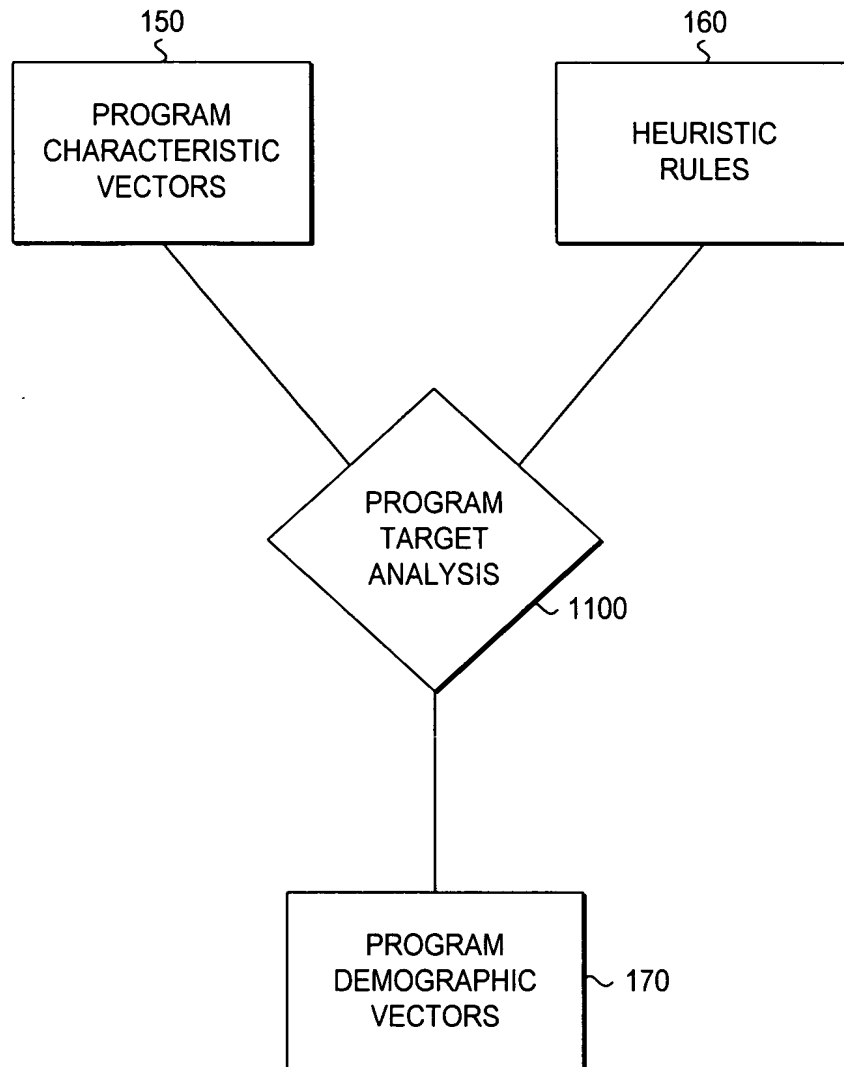 150
160
PROGRAM
CHARACTERISTIC
VECTORS
HEURISTIC
RULES
PROGRAM
TARGET
ANALYSIS
1100
PROGRAM
DEMOGRAPHIC
VECTORS
170